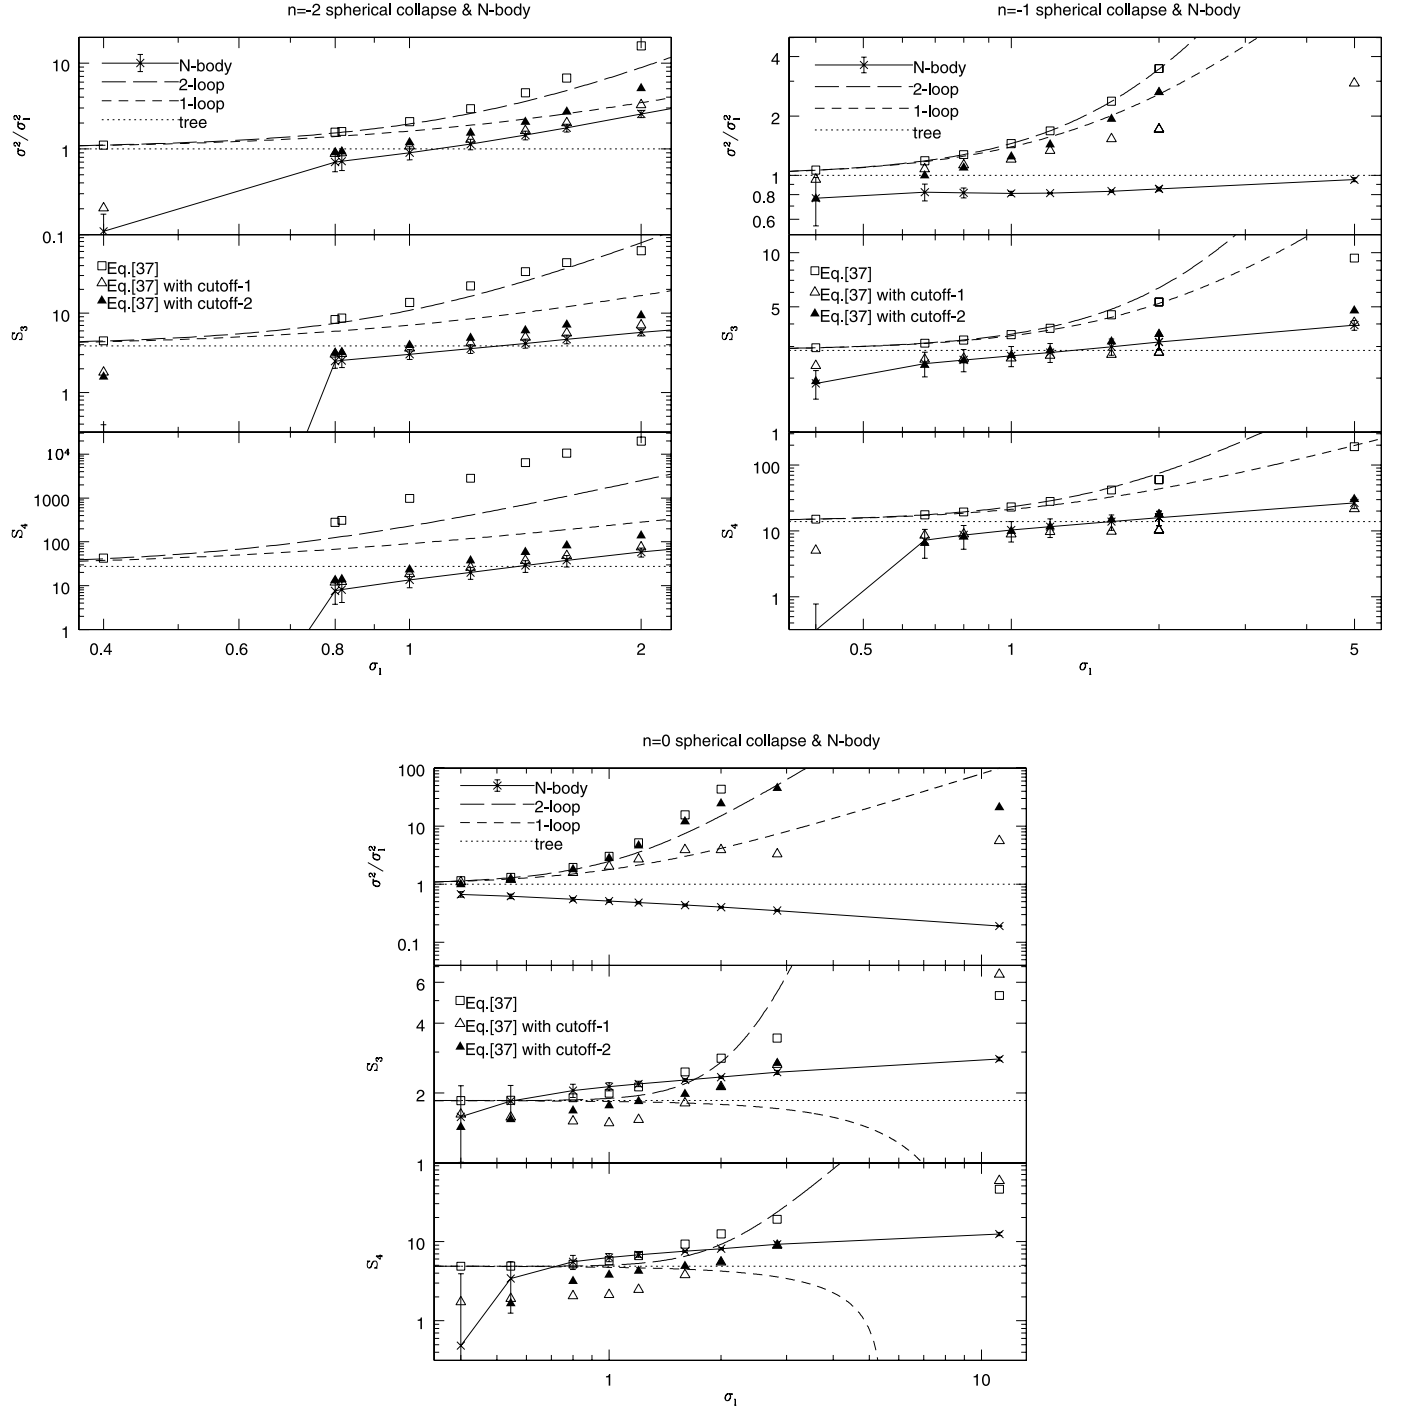 n=-2 spherical collapse & N-body
N-body
2-loop
1-loop
tree
σ²/σ₁²
10
1
0.1
Eq.[37]
Eq.[37] with cutoff-1
Eq.[37] with cutoff-2
S₃
10
1
S₄
10⁴
1000
100
10
1
0.4 0.6 0.8 1 2
σ₁
n=-1 spherical collapse & N-body
N-body
2-loop
1-loop
tree
σ²/σ₁²
4
2
1
0.8
0.6
Eq.[37]
Eq.[37] with cutoff-1
Eq.[37] with cutoff-2
S₃
10
5
1
S₄
100
10
1
0.5 1 5
σ₁
n=0 spherical collapse & N-body
N-body
2-loop
1-loop
tree
σ²/σ₁²
100
10
1
0.1
Eq.[37]
Eq.[37] with cutoff-1
Eq.[37] with cutoff-2
S₃
6
4
2
1
S₄
10
1
1 10
σ₁